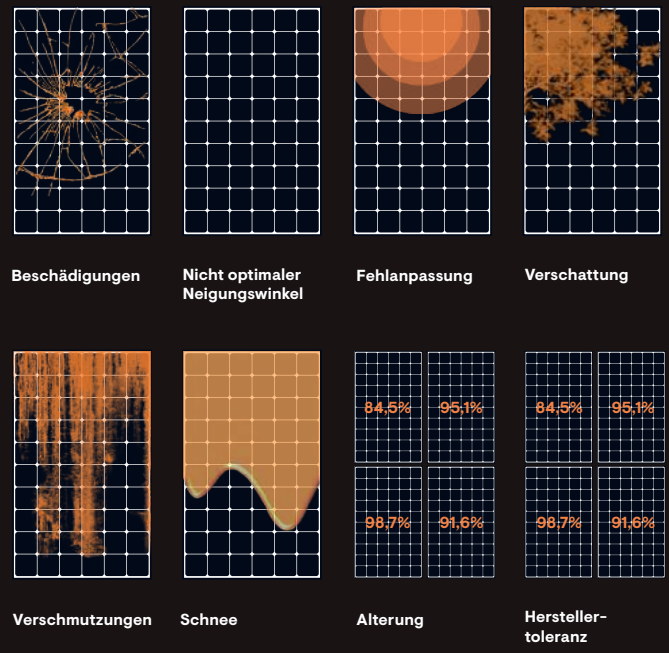 Beschädigungen
Nicht optimaler
Neigungswinkel
Fehlanpassung
Verschattung
84,5% 95,1%
98,7% 91,6%
84,5% 95,1%
98,7% 91,6%
Verschmutzungen
Schnee
Alterung
Hersteller-
toleranz